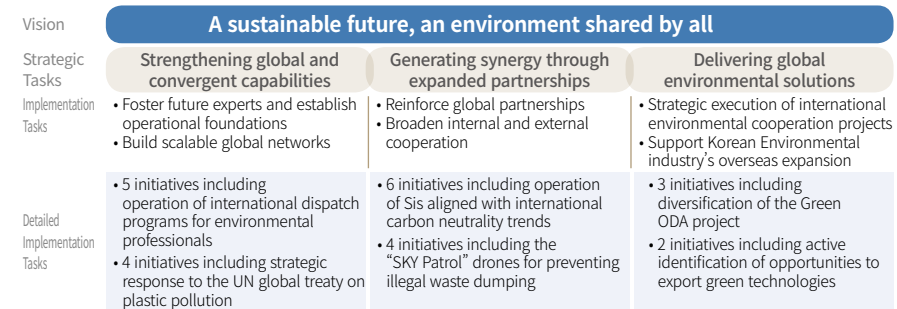 Vision
A sustainable future, an environment shared by all
Strategic
Tasks
Strengthening global and
convergent capabilities
Generating synergy through
expanded partnerships
Delivering global
environmental solutions
Implementation
Tasks
• Foster future experts and establish
operational foundations
• Build scalable global networks
• Reinforce global partnerships
• Broaden internal and external
cooperation
• Strategic execution of international
environmental cooperation projects
• Support Korean Environmental
industry's overseas expansion
Detailed
Implementation
Tasks
• 5 initiatives including
operation of international dispatch
programs for environmental
professionals
• 4 initiatives including strategic
response to the UN global treaty on
plastic pollution
• 6 initiatives including operation
of Sis aligned with international
carbon neutrality trends
• 4 initiatives including the
“SKY Patrol” drones for preventing
illegal waste dumping
• 3 initiatives including
diversification of the Green
ODA project
• 2 initiatives including active
identification of opportunities to
export green technologies